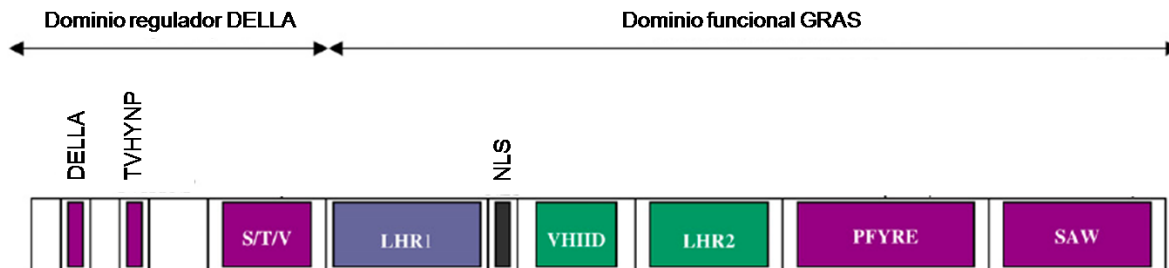 Dominio regulador DELLA
Dominio funcional GRAS
DELLA
TVHYNP
NLS
S/T/V
LHR1
VHIID
LHR2
PFYRE
SAW